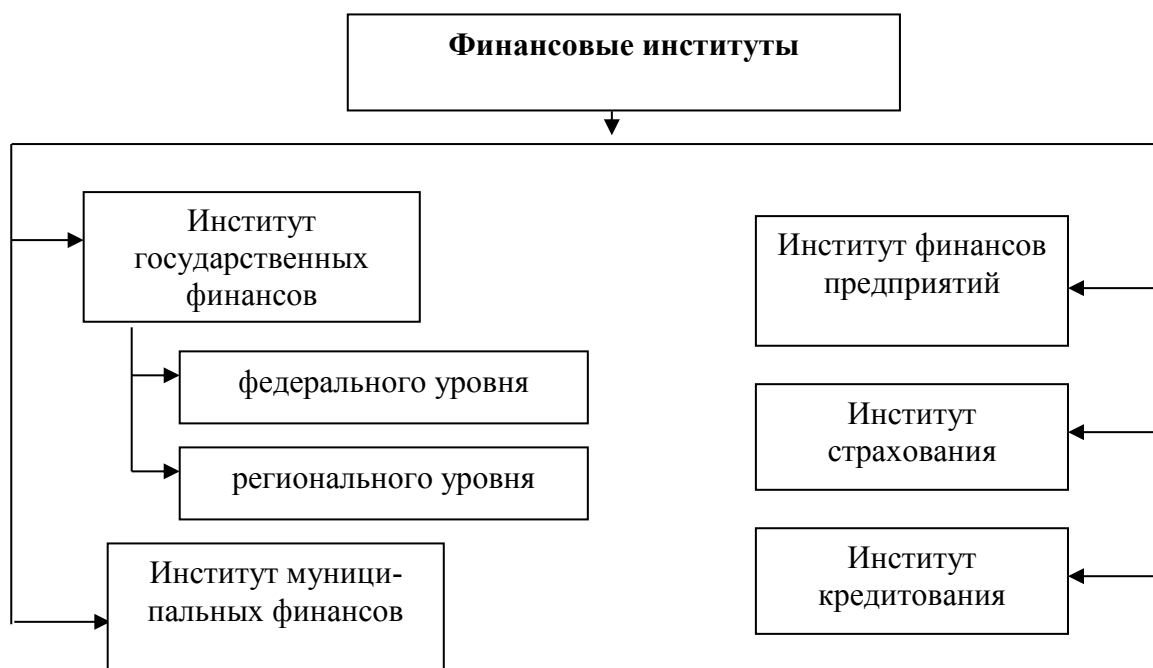 Финансовые институты
Институт
государственных
финансов
федерального уровня
регионального уровня
Институт муници-
пальных финансов
Институт финансов
предприятий
Институт
страхования
Институт
кредитования